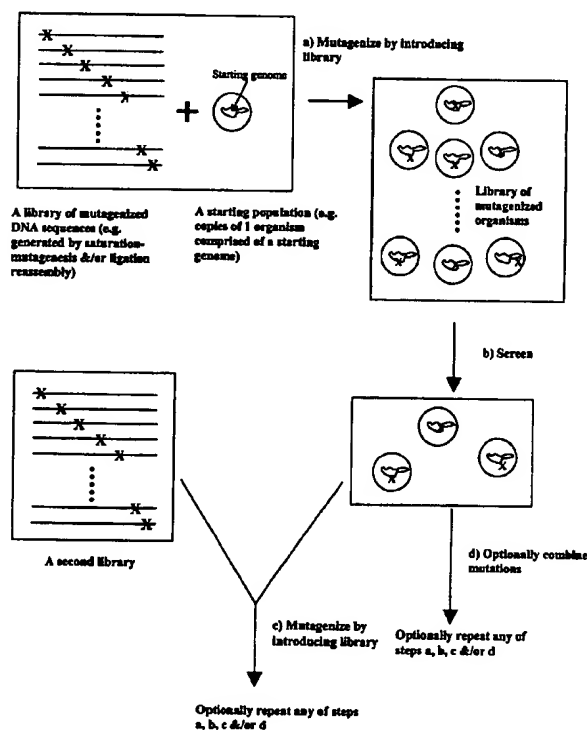 a) Mutagenize by introducing
library
Starting genome
A library of mutagenized
DNA sequences (e.g.
generated by saturation-
mutagenesis &/or ligation
reassembly)
A starting population (e.g.
copies of 1 organism
comprised of a starting
genome)
Library of
mutagenized
organisms
b) Screen
A second library
d) Optionally combine
mutations
c) Mutagenize by
introducing library
Optionally repeat any of
steps a, b, c &/or d
Optionally repeat any of steps
a, b, c &/or d